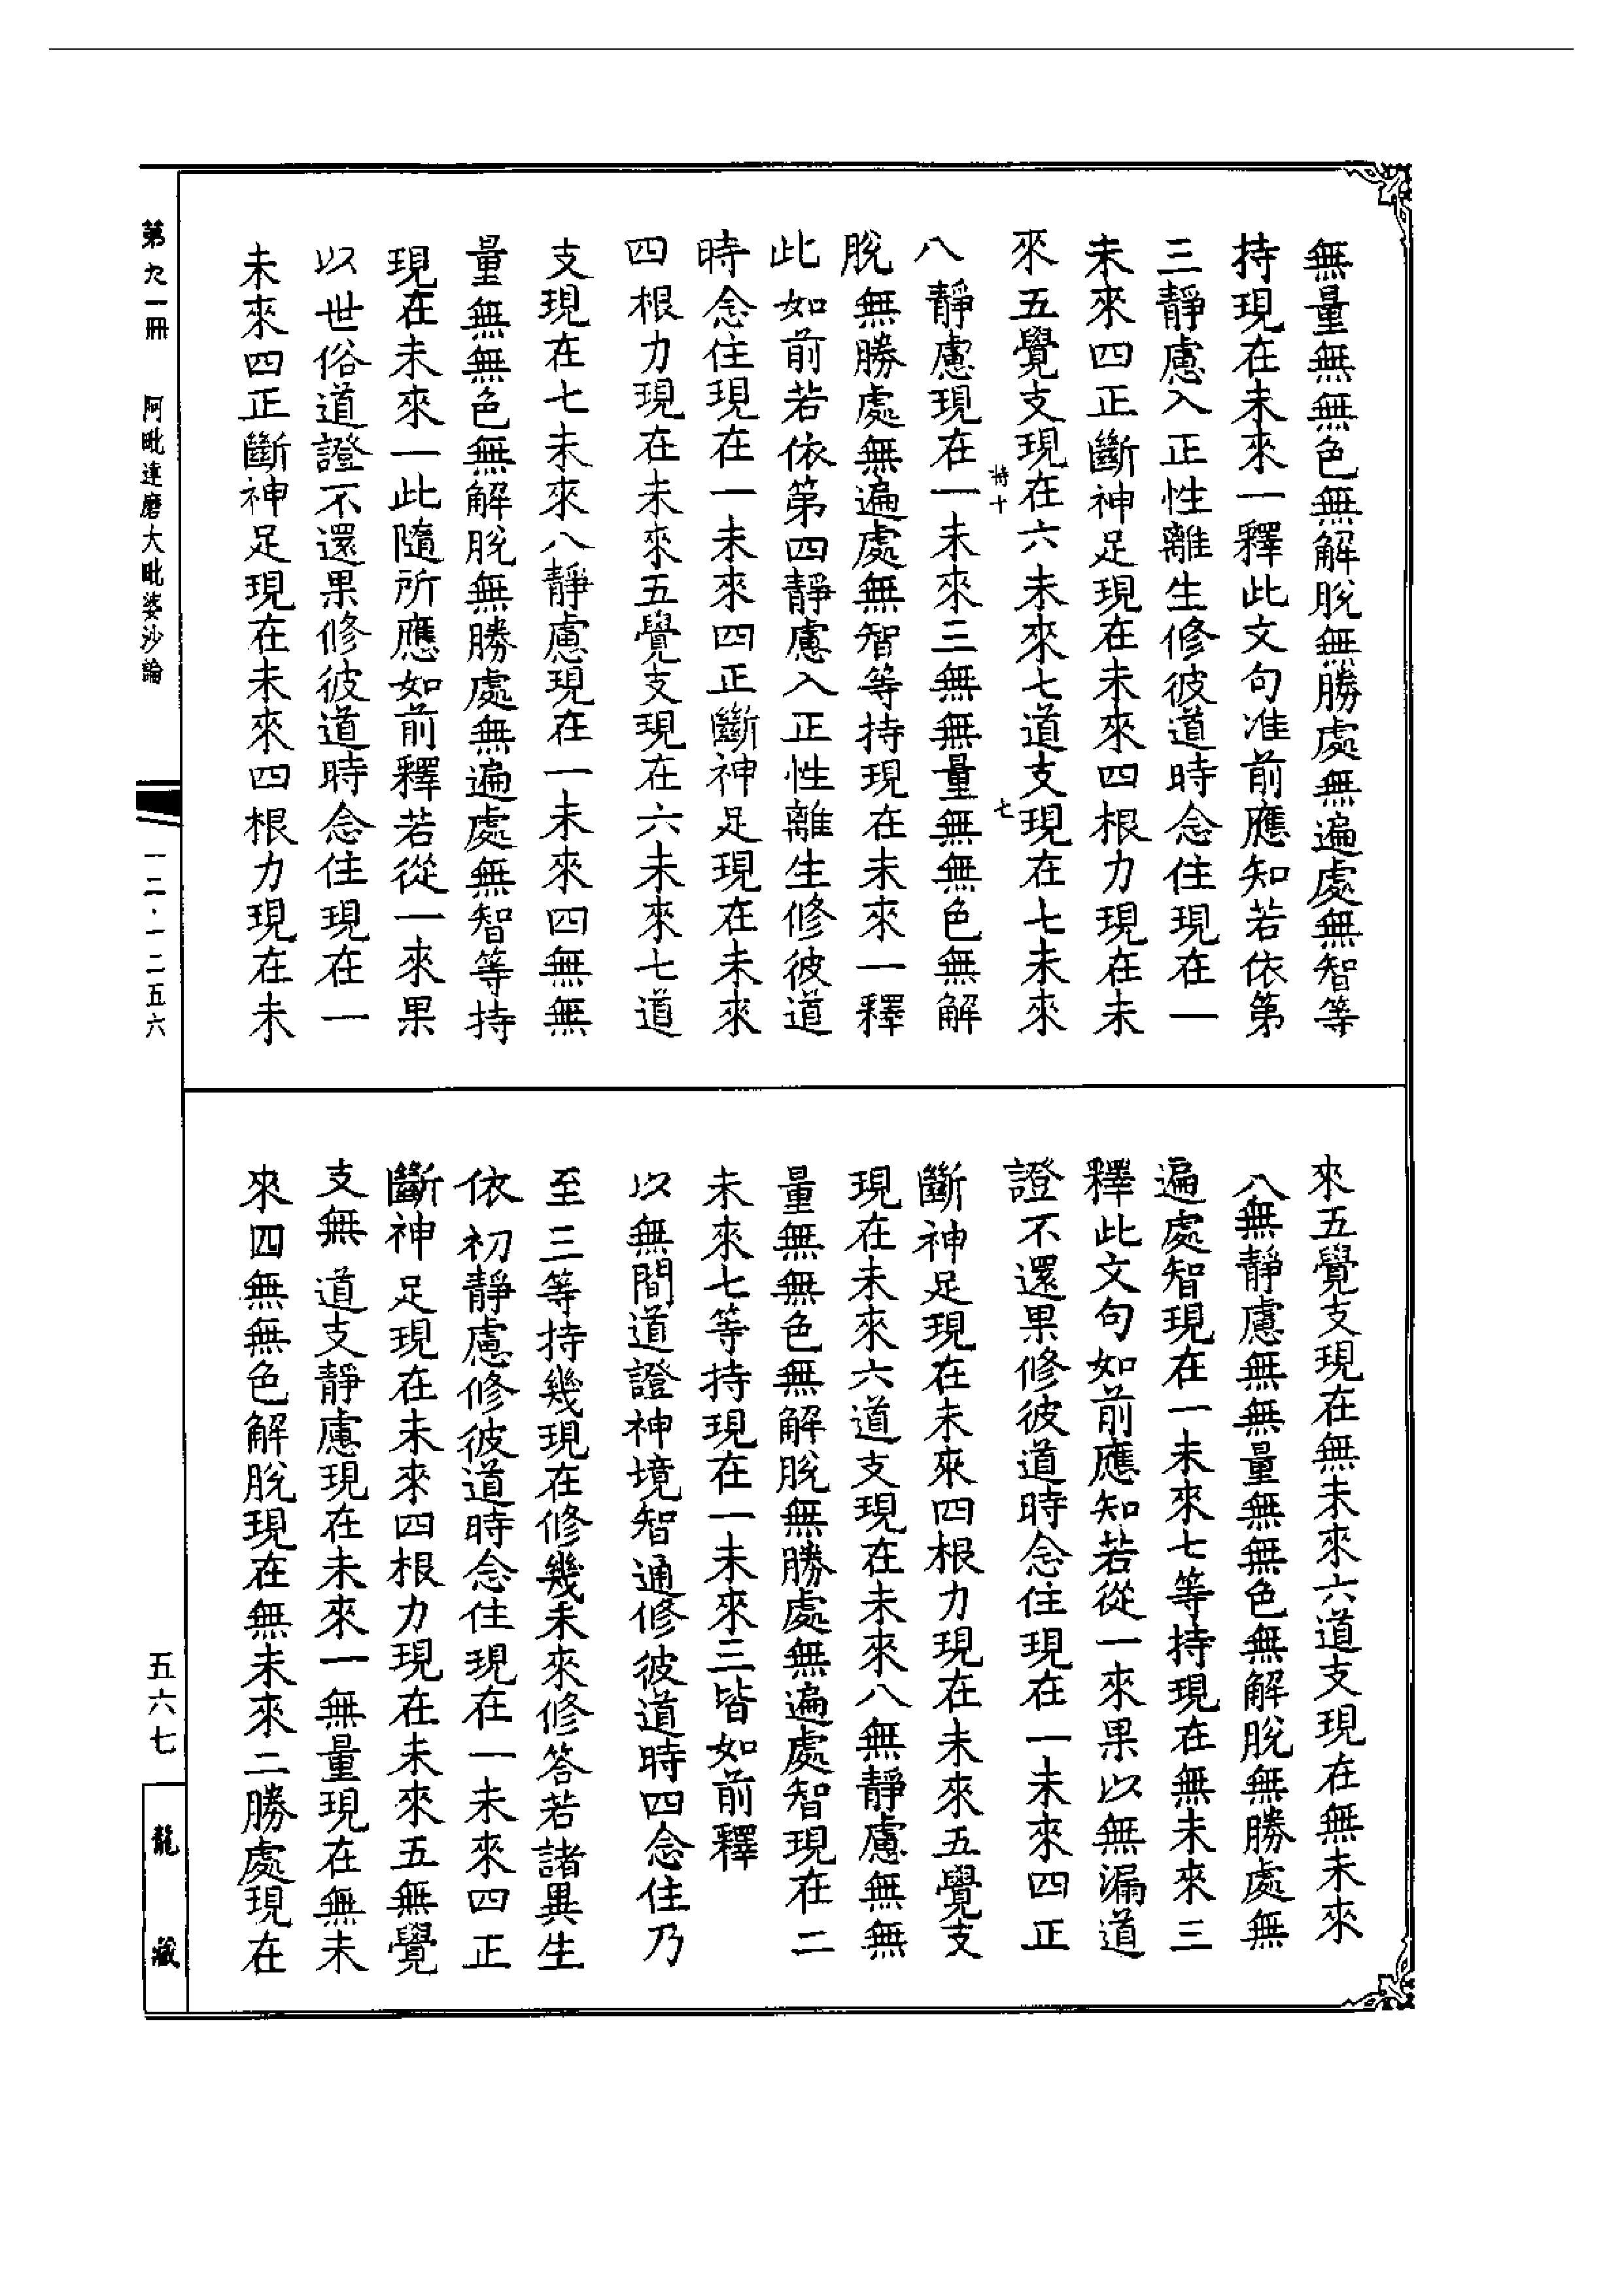 無量無無色無解脫無勝處無遍處無智等
持現在未來一釋此文句准前應知若依第
三靜慮入正性離生修彼道時念住現在一
未來四正斷神足現在未來四根力現在未
來五覺支現在六未來七道支現在七未來
八靜慮現在一未來三無無量無無色無解
脫無勝處無遍處無智等持現在未來一釋
此如前若依第四靜慮入正性離生修彼道
時念住現在一未來四正斷神足現在未來
四根力現在未來五覺支現在六未來七道
支現在七未來八靜慮現在一未來四無無
量無無色無解脫無勝處無遍處無智等持
現在未來一此隨所應如前釋若從一來果
以世俗道證不還果修彼道時念住現在一
未來四正斷神足現在未來四根力現在未
特十
七
來五覺支現在無未來六道支現在無未來
八無靜慮無無量無無色無解脫無勝處無
遍處智現在一未來七等持現在無未來三
釋此文句如前應知若從一來果以無漏道
證不還果修彼道時念住現在一未來四正
斷神足現在未來四根力現在未來五覺支
現在未來六道支現在未來八無靜慮無無
量無無色無解脫無勝處無遍處智現在二
未來七等持現在一未來三皆如前釋
以無間道證神境智通修彼道時四念住乃
至三等持幾現在修幾未來修答若諸異生
依初靜慮修彼道時念住現在一未來四正
斷神足現在未來四根力現在未來五無覺
支無道支靜慮現在未來一無量現在無未
來四無無色解脫現在無未來二勝處現在
第九一冊
阿毗達磨大毗婆沙論
一二·一二五六
五六七
龍藏